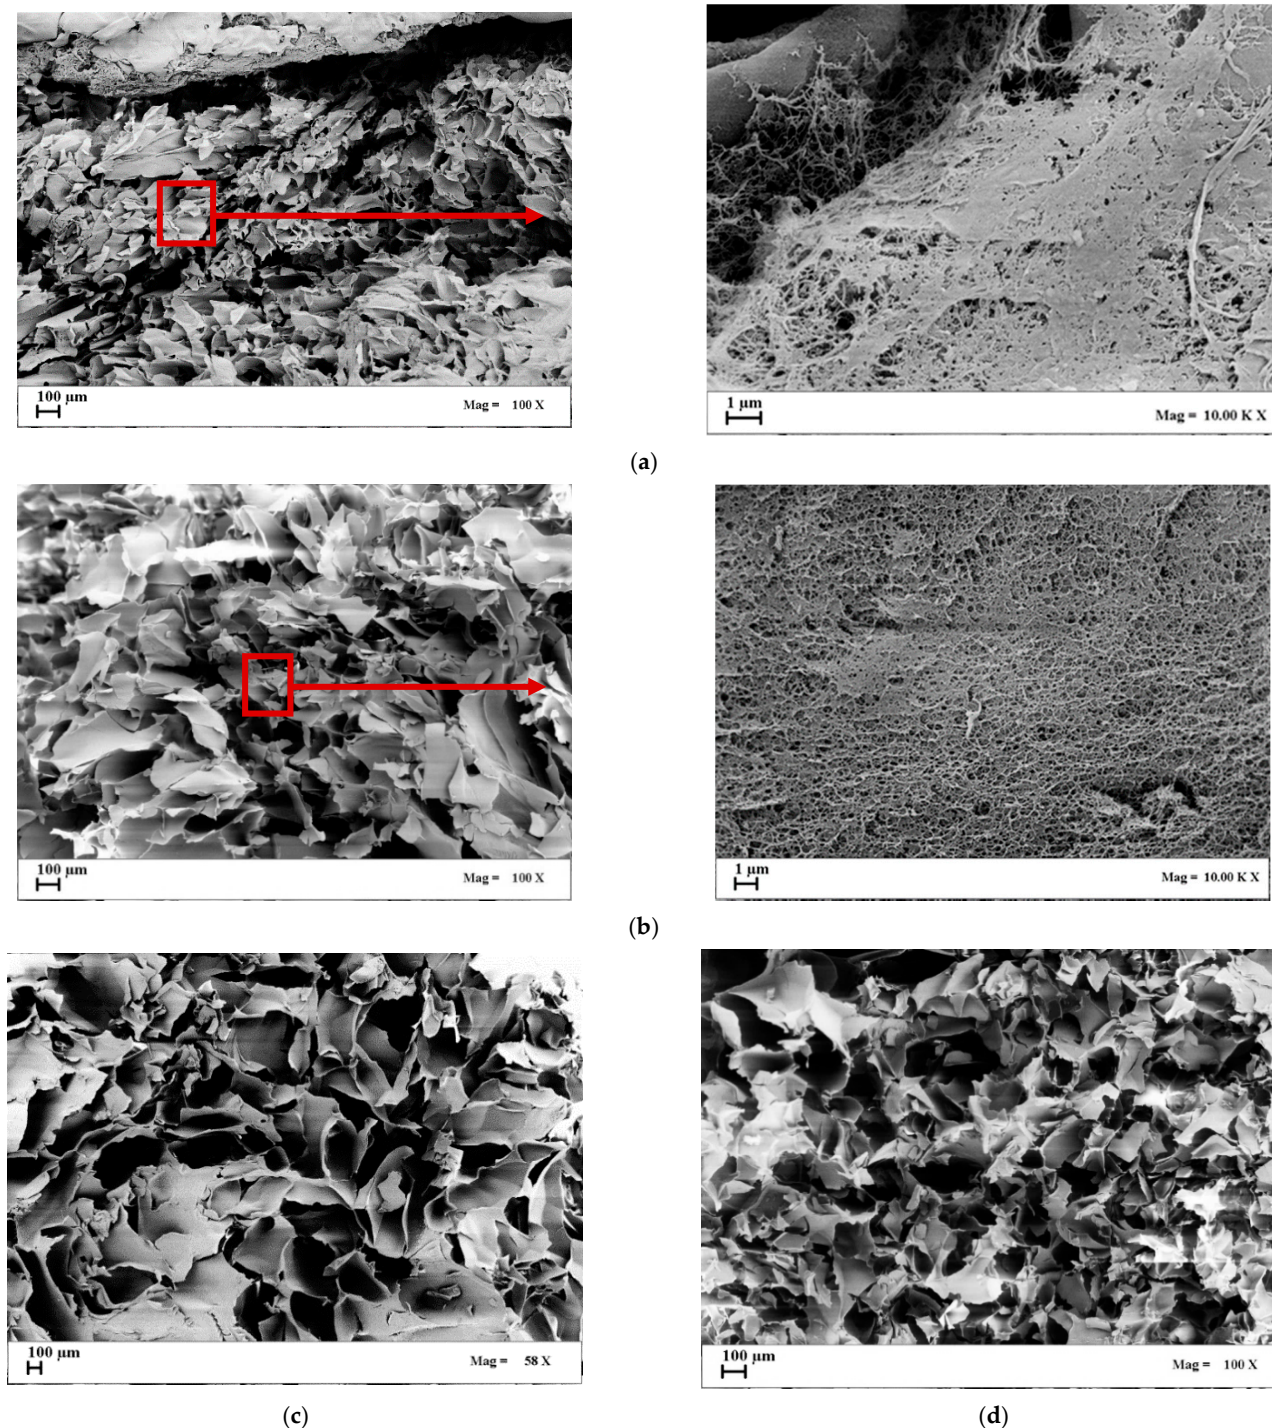 100 µm Mag = 100 X
1 µm Mag = 10.00 K X
(a)
100 µm Mag = 100 X
1 µm Mag = 10.00 K X
(b)
100 µm Mag = 58 X
100 µm Mag = 100 X
(c) (d)